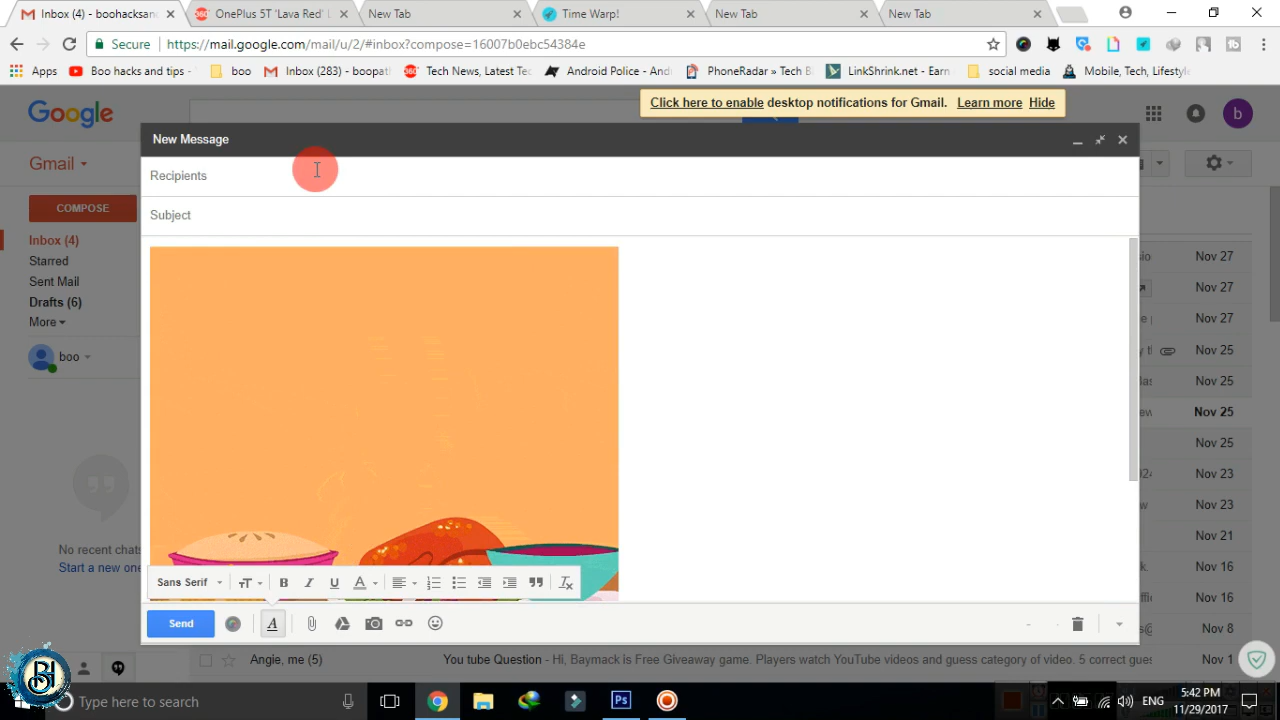 Inbox (4) - boohacksan
OnePlus 5T 'Lava Red' L
New Tab
Time Warp!
New Tab
New Tab
Secure
https://mail.google.com/mail/u/2/#inbox?compose=16007b0ebc54384e
Apps
Boo hacks and tips -
boo
Inbox (283) - boopat
Tech News, Latest Te
Android Police - And
PhoneRadar » Tech B
LinkShrink.net - Earn
social media
Mobile, Tech, Lifestyl
Click here to enable desktop notifications for Gmail. Learn more Hide
Google
b
New Message
Gmail
Recipients
COMPOSE
Subject
Inbox (4)
Starred
Sent Mail
Drafts (6)
More
boo
Nov 27
Nov 27
Nov 27
Nov 25
Nov 25
Nov 25
Nov 25
Nov 23
Nov 23
Nov 21
Nov 16
Nov 16
Nov 8
No recent chats
Start a new one
Sans Serif
Send
Angie, me (5)
You tube Question - Hi, Baymack is Free Giveaway game. Players watch YouTube videos and guess category of video. 5 correct gues
Nov 1
Type here to search
ENG
5:42 PM
11/29/2017